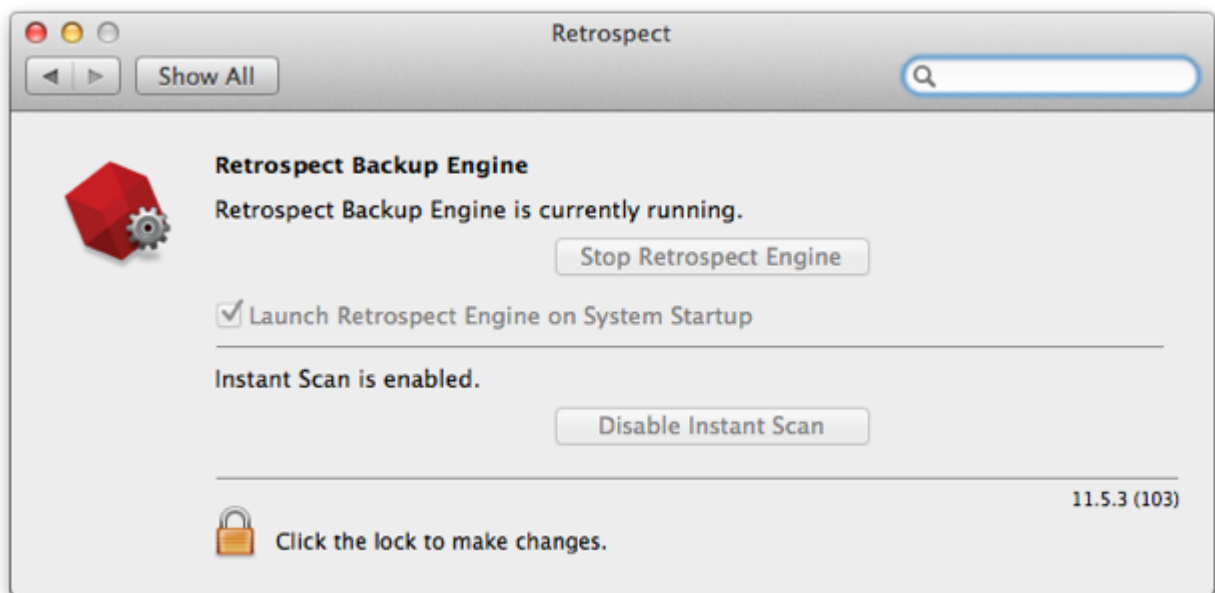 Retrospect
Show All
Retrospect Backup Engine
Retrospect Backup Engine is currently running.
Stop Retrospect Engine
Launch Retrospect Engine on System Startup
Instant Scan is enabled.
Disable Instant Scan
11.5.3 (103)
Click the lock to make changes.